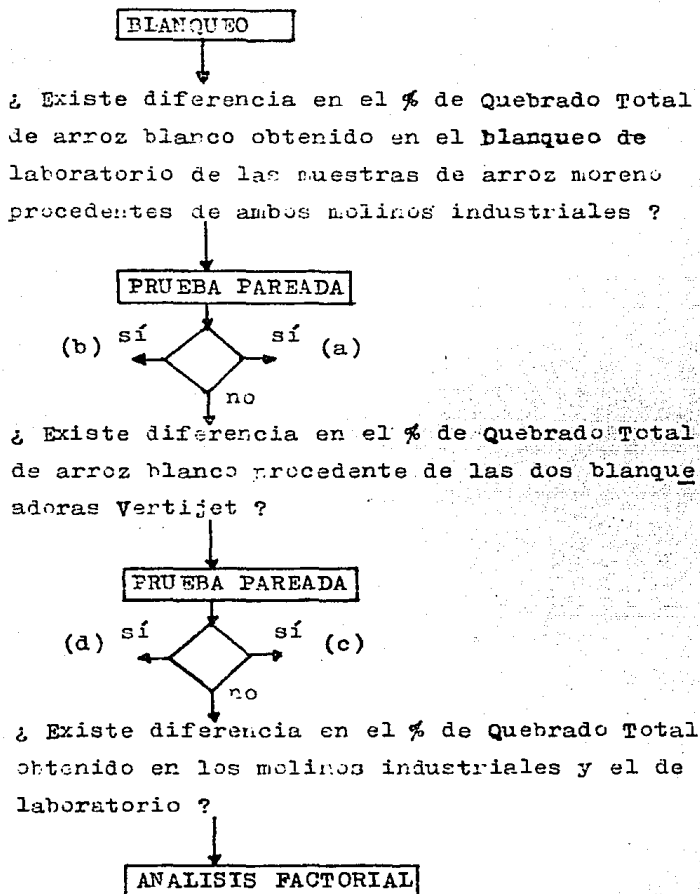 BLANQUEO
¿ Existe diferencia en el % de Quebrado Total
de arroz blanco obtenido en el blanqueo de
laboratorio de las muestras de arroz moreno
procedentes de ambos molinos industriales ?
PRUEBA PAREADA
(b) sí sí (a)
no
¿ Existe diferencia en el % de Quebrado Total
de arroz blanco procedente de las dos blanque
adoras Vertijet ?
PRUEBA PAREADA
(d) sí sí (c)
no
¿ Existe diferencia en el % de Quebrado Total
obtenido en los molinos industriales y el de
laboratorio ?
ANALISIS FACTORIAL